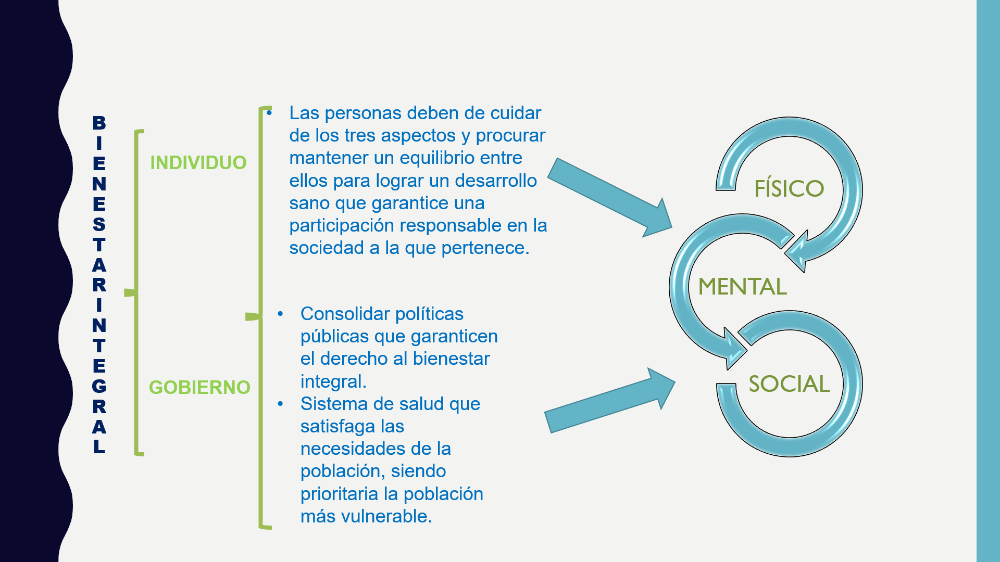 BIENESTAR INTEGRAL
INDIVIDUO
• Las personas deben de cuidar
de los tres aspectos y procurar
mantener un equilibrio entre
ellos para lograr un desarrollo
sano que garantice una
participación responsable en la
sociedad a la que pertenece.
GOBIERNO
• Consolidar políticas
públicas que garanticen
el derecho al bienestar
integral.
• Sistema de salud que
satisfaga las
necesidades de la
población, siendo
prioritaria la población
más vulnerable.
FÍSICO
MENTAL
SOCIAL